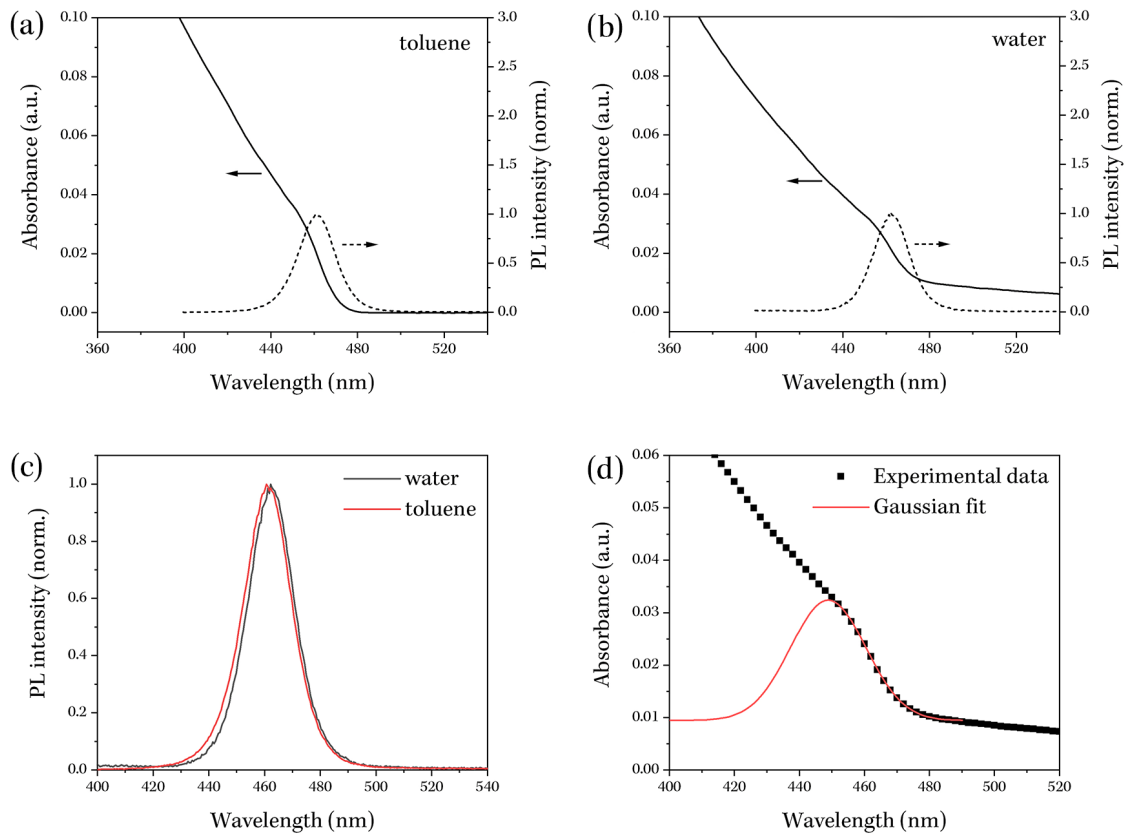 (a)
toluene
Absorbance (a.u.)
0.10
0.08
0.06
0.04
0.02
0.00
3.0
2.5
2.0
1.5
1.0
0.5
0.0
PL intensity (norm.)
360 400 440 480 520
Wavelength (nm)
(b)
water
Absorbance (a.u.)
0.10
0.08
0.06
0.04
0.02
0.00
3.0
2.5
2.0
1.5
1.0
0.5
0.0
PL intensity (norm.)
360 400 440 480 520
Wavelength (nm)
(c)
water
toluene
PL intensity (norm.)
1.0
0.8
0.6
0.4
0.2
0.0
400 420 440 460 480 500 520 540
Wavelength (nm)
(d)
Experimental data
Gaussian fit
Absorbance (a.u.)
0.06
0.05
0.04
0.03
0.02
0.01
0.00
400 420 440 460 480 500 520
Wavelength (nm)